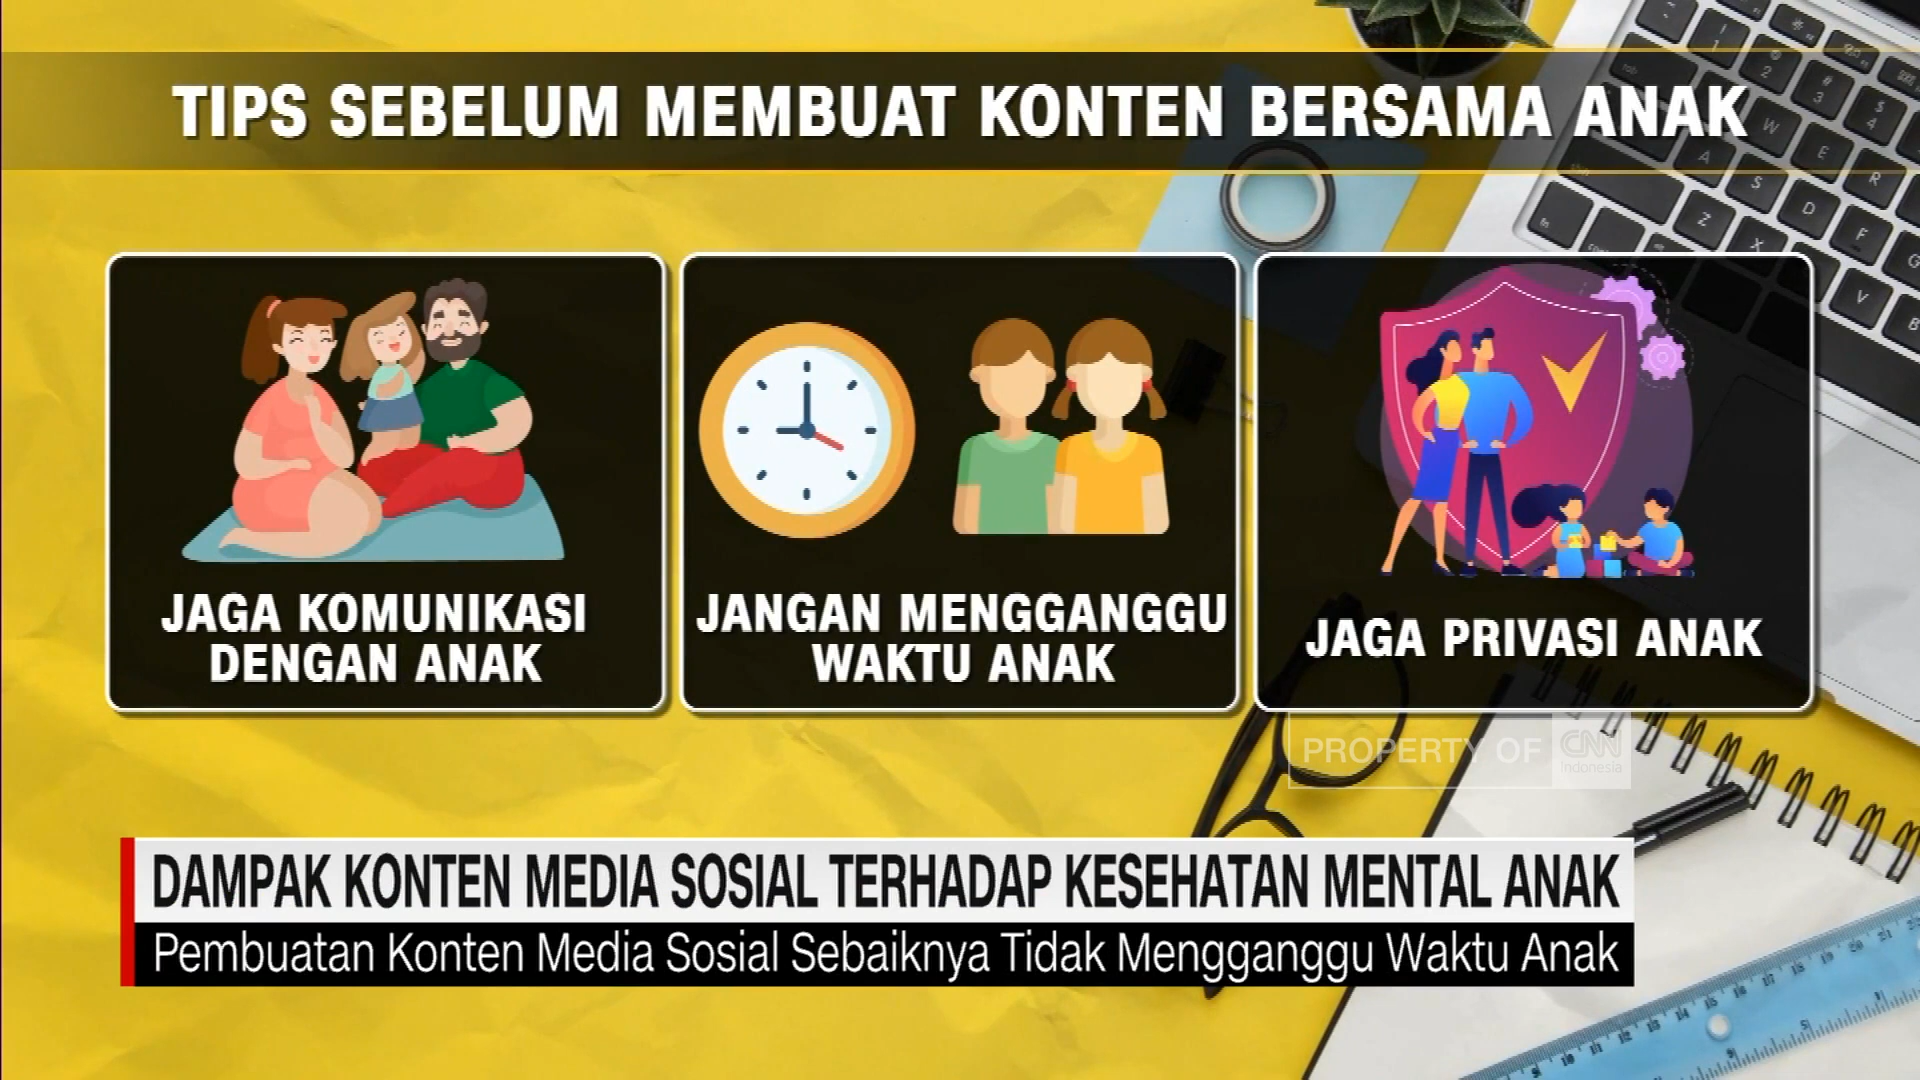 TIPS SEBELUM MEMBUAT KONTEN BERSAMA ANAK
JAGA KOMUNIKASI
DENGAN ANAK
JANGAN MENGGANGGU
WAKTU ANAK
JAGA PRIVASI ANAK
PROPERTY OF CNN
Indonesia
DAMPAK KONTEN MEDIA SOSIAL TERHADAP KESEHATAN MENTAL ANAK
Pembuatan Konten Media Sosial Sebaiknya Tidak Mengganggu Waktu Anak